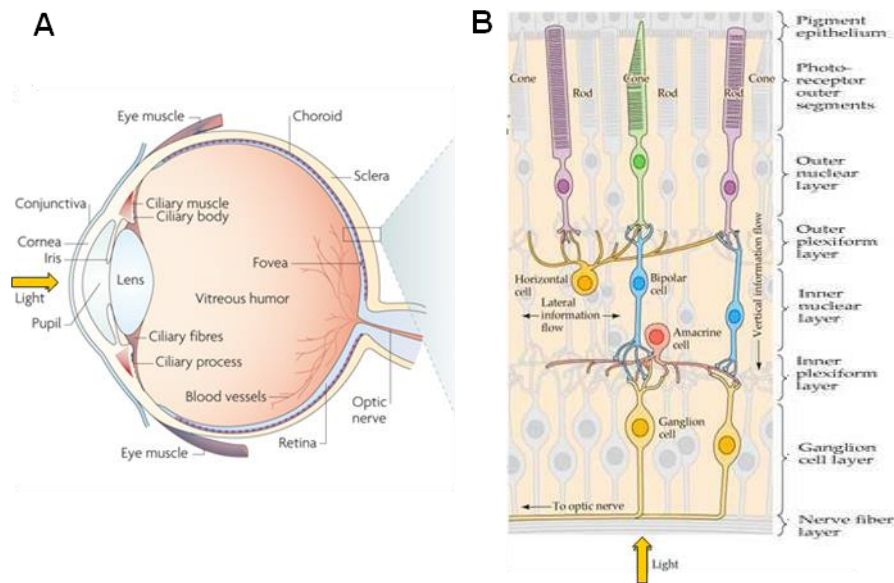 A
Eye muscle
Choroid
Sclera
Conjunctiva
Ciliary muscle
Ciliary body
Cornea
Iris
Lens
Fovea
Light
Vitreous humor
Pupil
Ciliary fibres
Ciliary process
Blood vessels
Optic
nerve
Eye muscle
Retina
B
Pigment
epithelium
Cone
Rod
Cone
Rod
Rod
Cone
Photo-
receptor
outer
segments
Outer
nuclear
layer
Outer
plexiform
layer
Horizontal
cell
Bipolar
cell
Lateral
information
flow
Amacrine
cell
Vertical information flow
Inner
nuclear
layer
Inner
plexiform
layer
Ganglion
cell
Ganglion
cell layer
To optic nerve
Nerve fiber
layer
Light